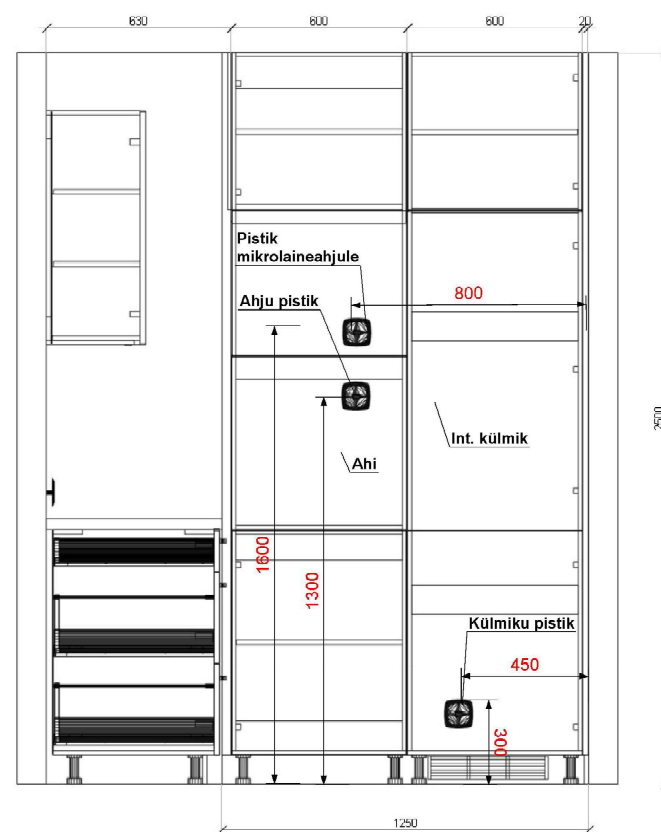 630
600
600
20
Pistik
mikrolaineahjule
800
Ahju pistik
2500
Int. külmik
Ahi
1600
1300
Külmiku pistik
450
300
1250